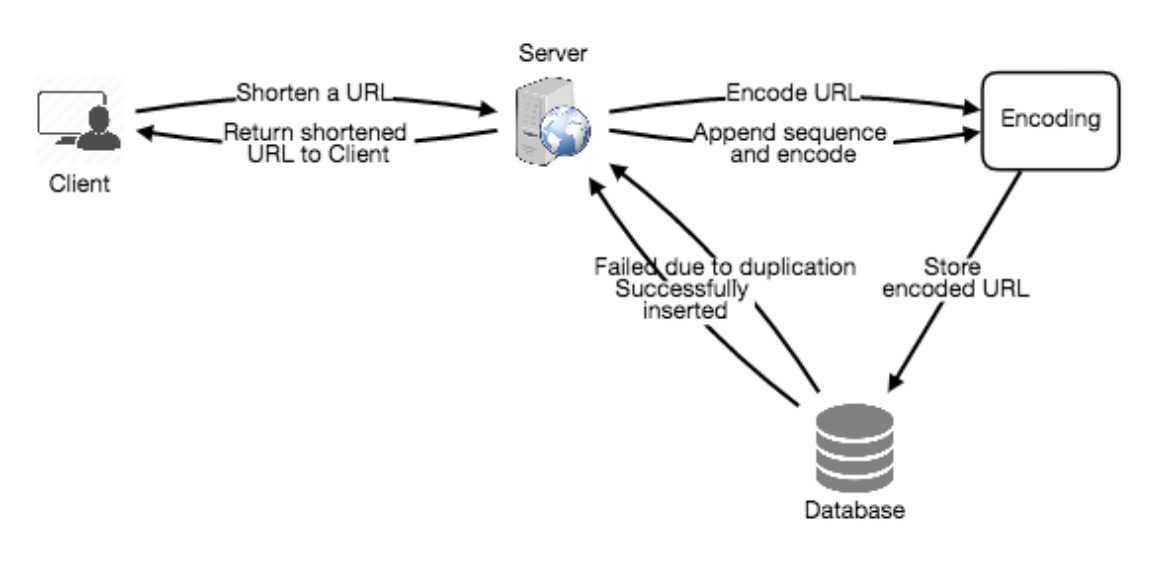 Server
Shorten a URL
Encode URL
Encoding
Return shortened
URL to Client
Append sequence
and encode
Client
Failed due to duplication
Successfully
inserted
Store
encoded URL
Database